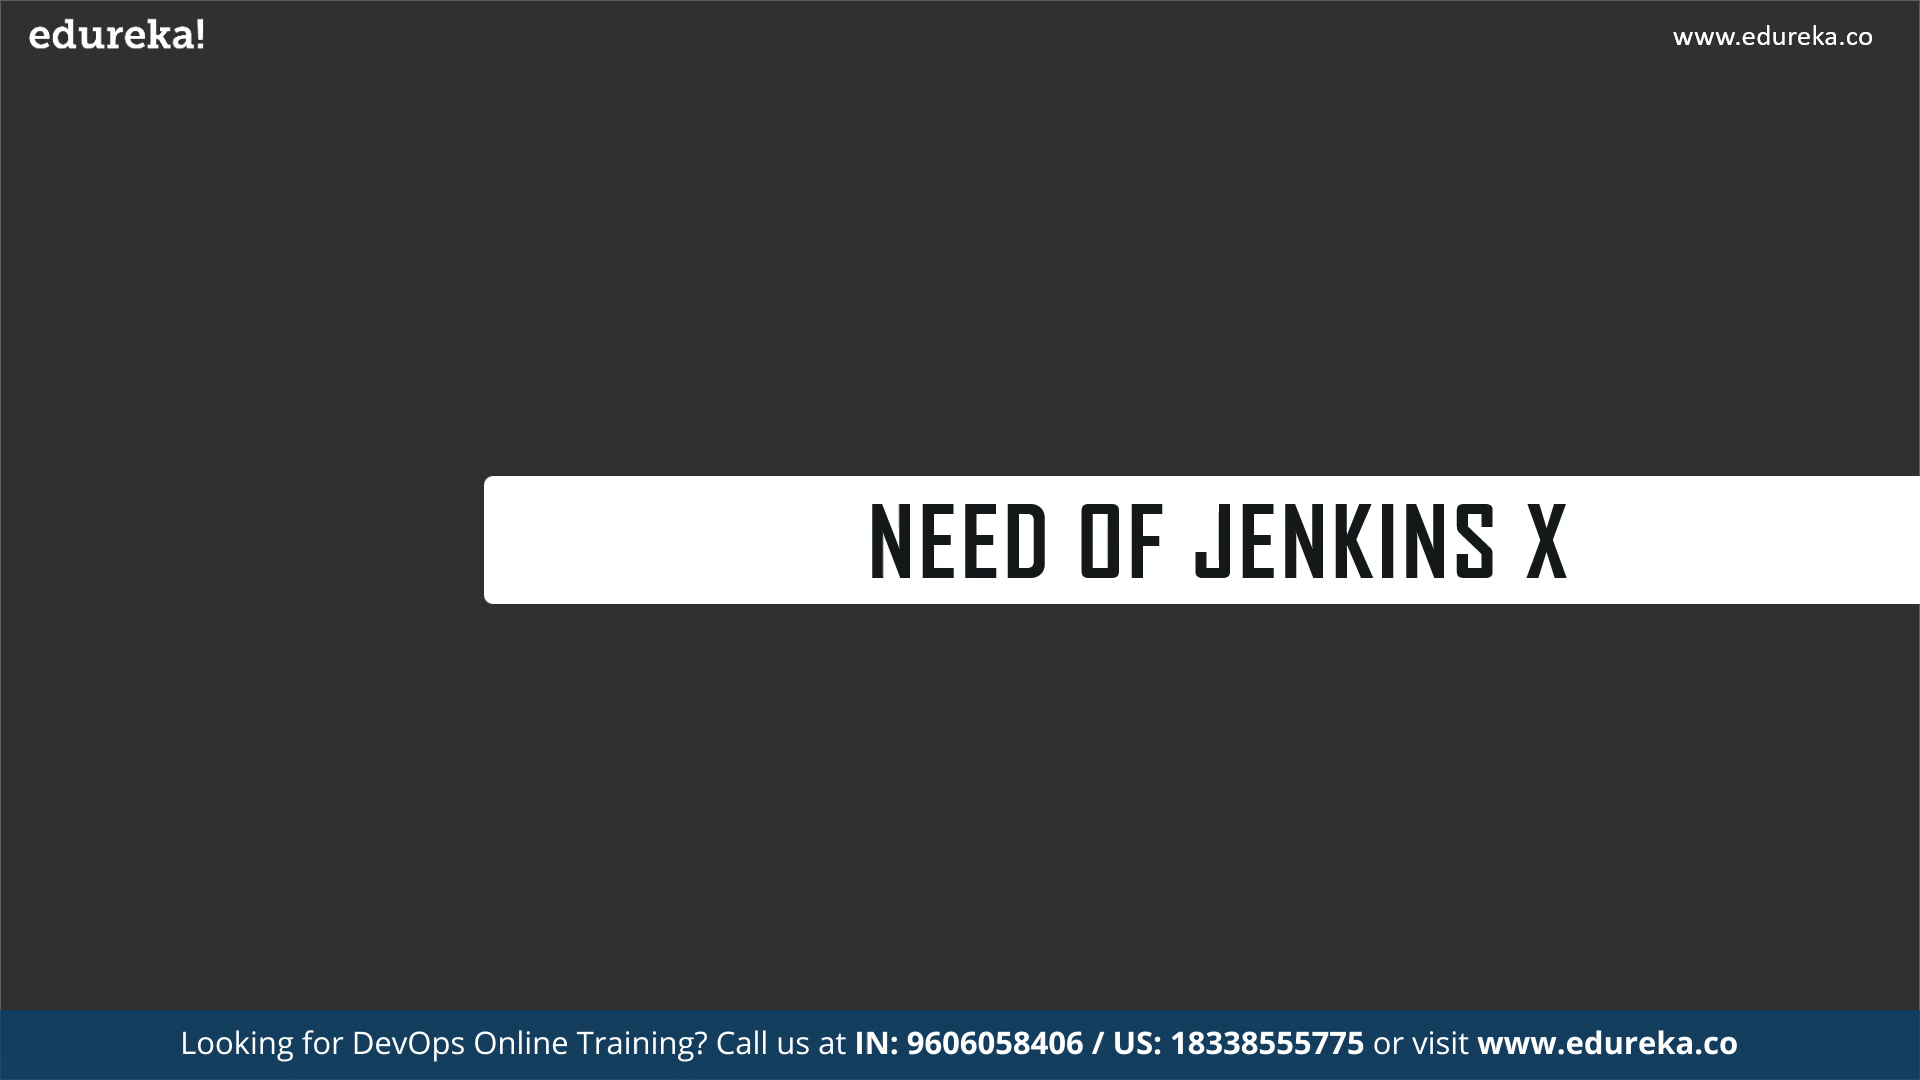 edureka!
www.edureka.co
NEED OF JENKINS X
Looking for DevOps Online Training? Call us at IN: 9606058406 / US: 18338555775 or visit www.edureka.co